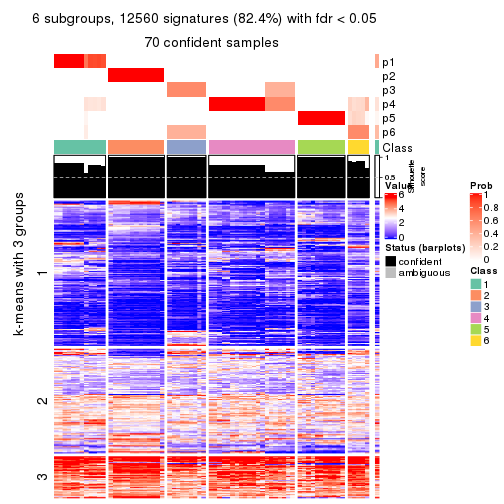 6 subgroups, 12560 signatures (82.4%) with fdr < 0.05
70 confident samples
p1
p2
p3
p4
p5
p6
Class
1
0.5
0
Silhouette
score
k-means with 3 groups
1
2
3
Value
6
4
2
0
Status (barplots)
confident
ambiguous
Prob
1
0.8
0.6
0.4
0.2
0
Class
1
2
3
4
5
6